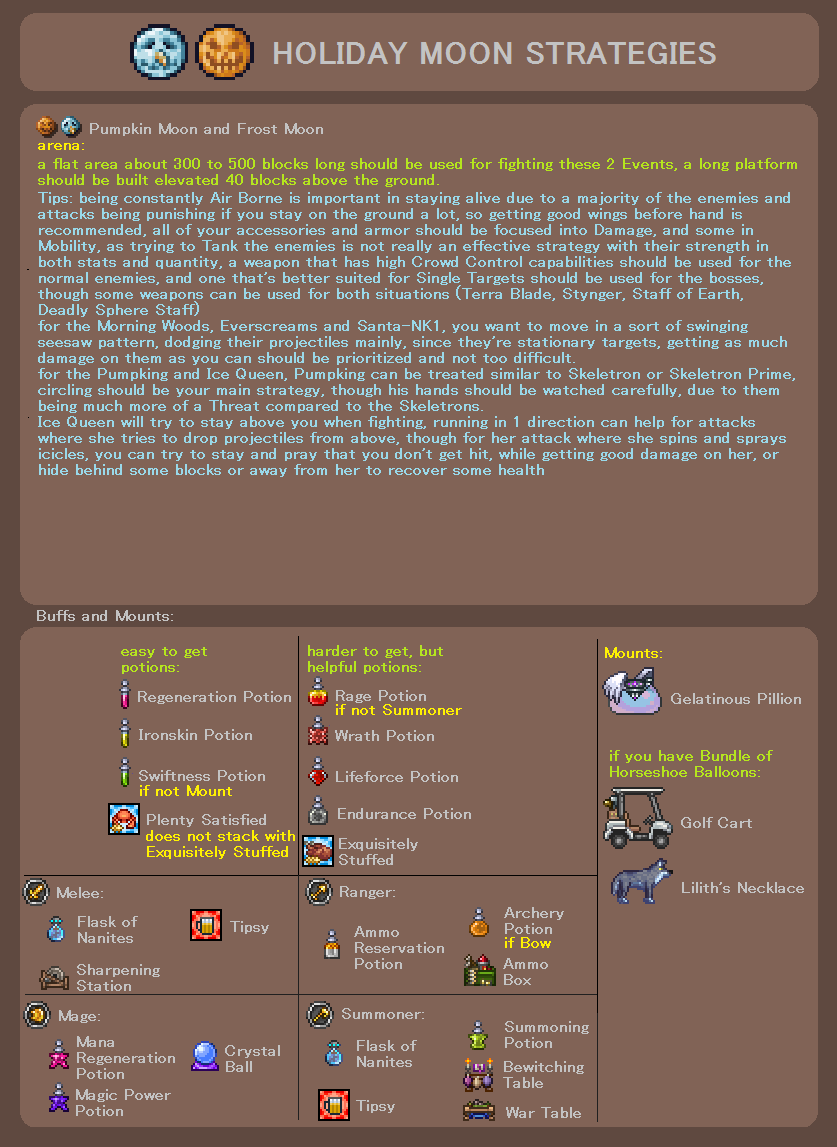 HOLIDAY MOON STRATEGIES
Pumpkin Moon and Frost Moon
arena:
a flat area about 300 to 500 blocks long should be used for fighting these 2 Events, a long platform
should be built elevated 40 blocks above the ground.
Tips: being constantly Air Borne is important in staying alive due to a majority of the enemies and
attacks being punishing if you stay on the ground a lot, so getting good wings before hand is
recommended, all of your accessories and armor should be focused into Damage, and some in
Mobility, as trying to Tank the enemies is not really an effective strategy with their strength in
both stats and quantity, a weapon that has high Crowd Control capabilities should be used for the
normal enemies, and one that's better suited for Single Targets should be used for the bosses,
though some weapons can be used for both situations (Terra Blade, Stynger, Staff of Earth,
Deadly Sphere Staff)
for the Morning Woods, Everscreams and Santa-NK1, you want to move in a sort of swinging
seesaw pattern, dodging their projectiles mainly, since they're stationary targets, getting as much
damage on them as you can should be prioritized and not too difficult.
for the Pumpking and Ice Queen, Pumpking can be treated similar to Skeletron or Skeletron Prime,
circling should be your main strategy, though his hands should be watched carefully, due to them
being much more of a Threat compared to the Skeletrons.
Ice Queen will try to stay above you when fighting, running in 1 direction can help for attacks
where she tries to drop projectiles from above, though for her attack where she spins and sprays
icicles, you can try to stay and pray that you don't get hit, while getting good damage on her, or
hide behind some blocks or away from her to recover some health
Buffs and Mounts:
easy to get
potions:
Regeneration Potion
Ironskin Potion
Swiftness Potion
if not Mount
Plenty Satisfied
does not stack with
Exquisitely Stuffed
harder to get, but
helpful potions:
Rage Potion
if not Summoner
Wrath Potion
Lifeforce Potion
Endurance Potion
Exquisitely
Stuffed
Mounts:
Gelatinous Pillion
if you have Bundle of
Horseshoe Balloons:
Golf Cart
Lilith's Necklace
Melee:
Flask of
Nanites
Tipsy
Sharpening
Station
Ranger:
Ammo
Reservation
Potion
Archery
Potion
if Bow
Ammo
Box
Mage:
Mana
Regeneration
Potion
Crystal
Ball
Magic Power
Potion
Summoner:
Flask of
Nanites
Tipsy
Summoning
Potion
Bewitching
Table
War Table